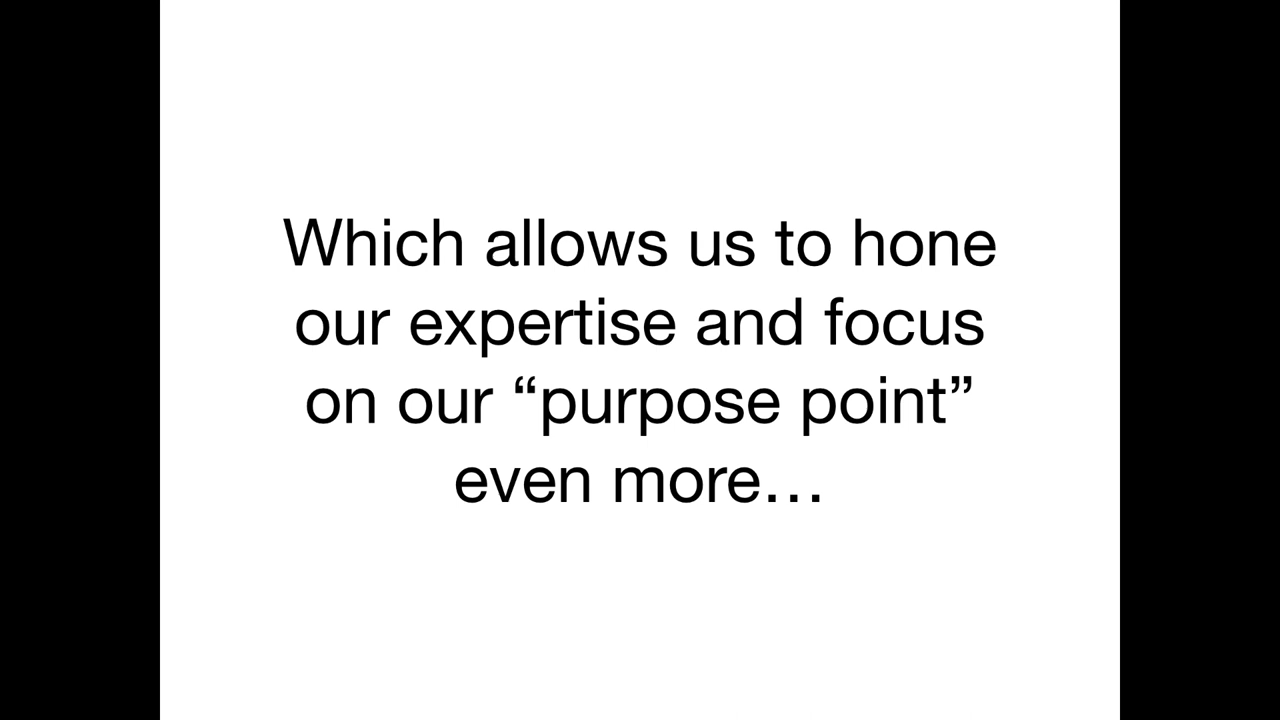 Which allows us to hone
our expertise and focus
on our “purpose point”
even more…